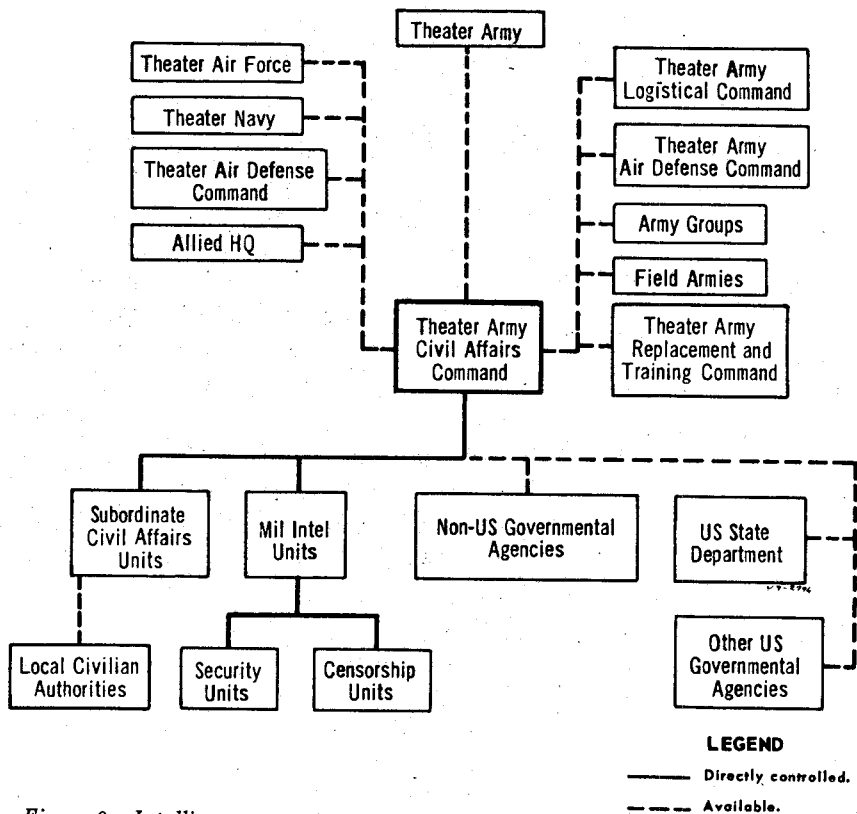 Theater Army
Theater Air Force
Theater Navy
Theater Air Defense
Command
Allied HQ
Theater Army
Logistical Command
Theater Army
Air Defense Command
Army Groups
Field Armies
Theater Army
Replacement and
Training Command
Theater Army
Civil Affairs
Command
Subordinate
Civil Affairs
Units
Mil Intel
Units
Non-US Governmental
Agencies
US State
Department
Local Civilian
Authorities
Security
Units
Censorship
Units
Other US
Governmental
Agencies
LEGEND
Directly controlled.
Available.